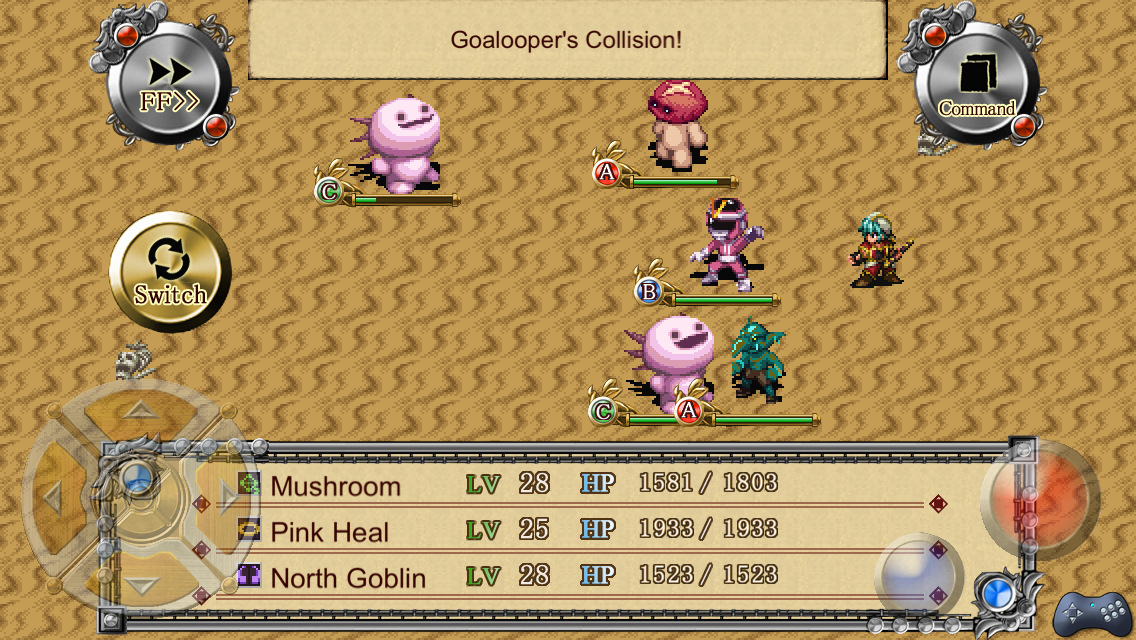 Goalooper's Collision!
FF>>
Command
A
C
B
Switch
C A
Mushroom LV 28 HP 1581 / 1803
Pink Heal LV 25 HP 1933 / 1933
North Goblin LV 28 HP 1523 / 1523